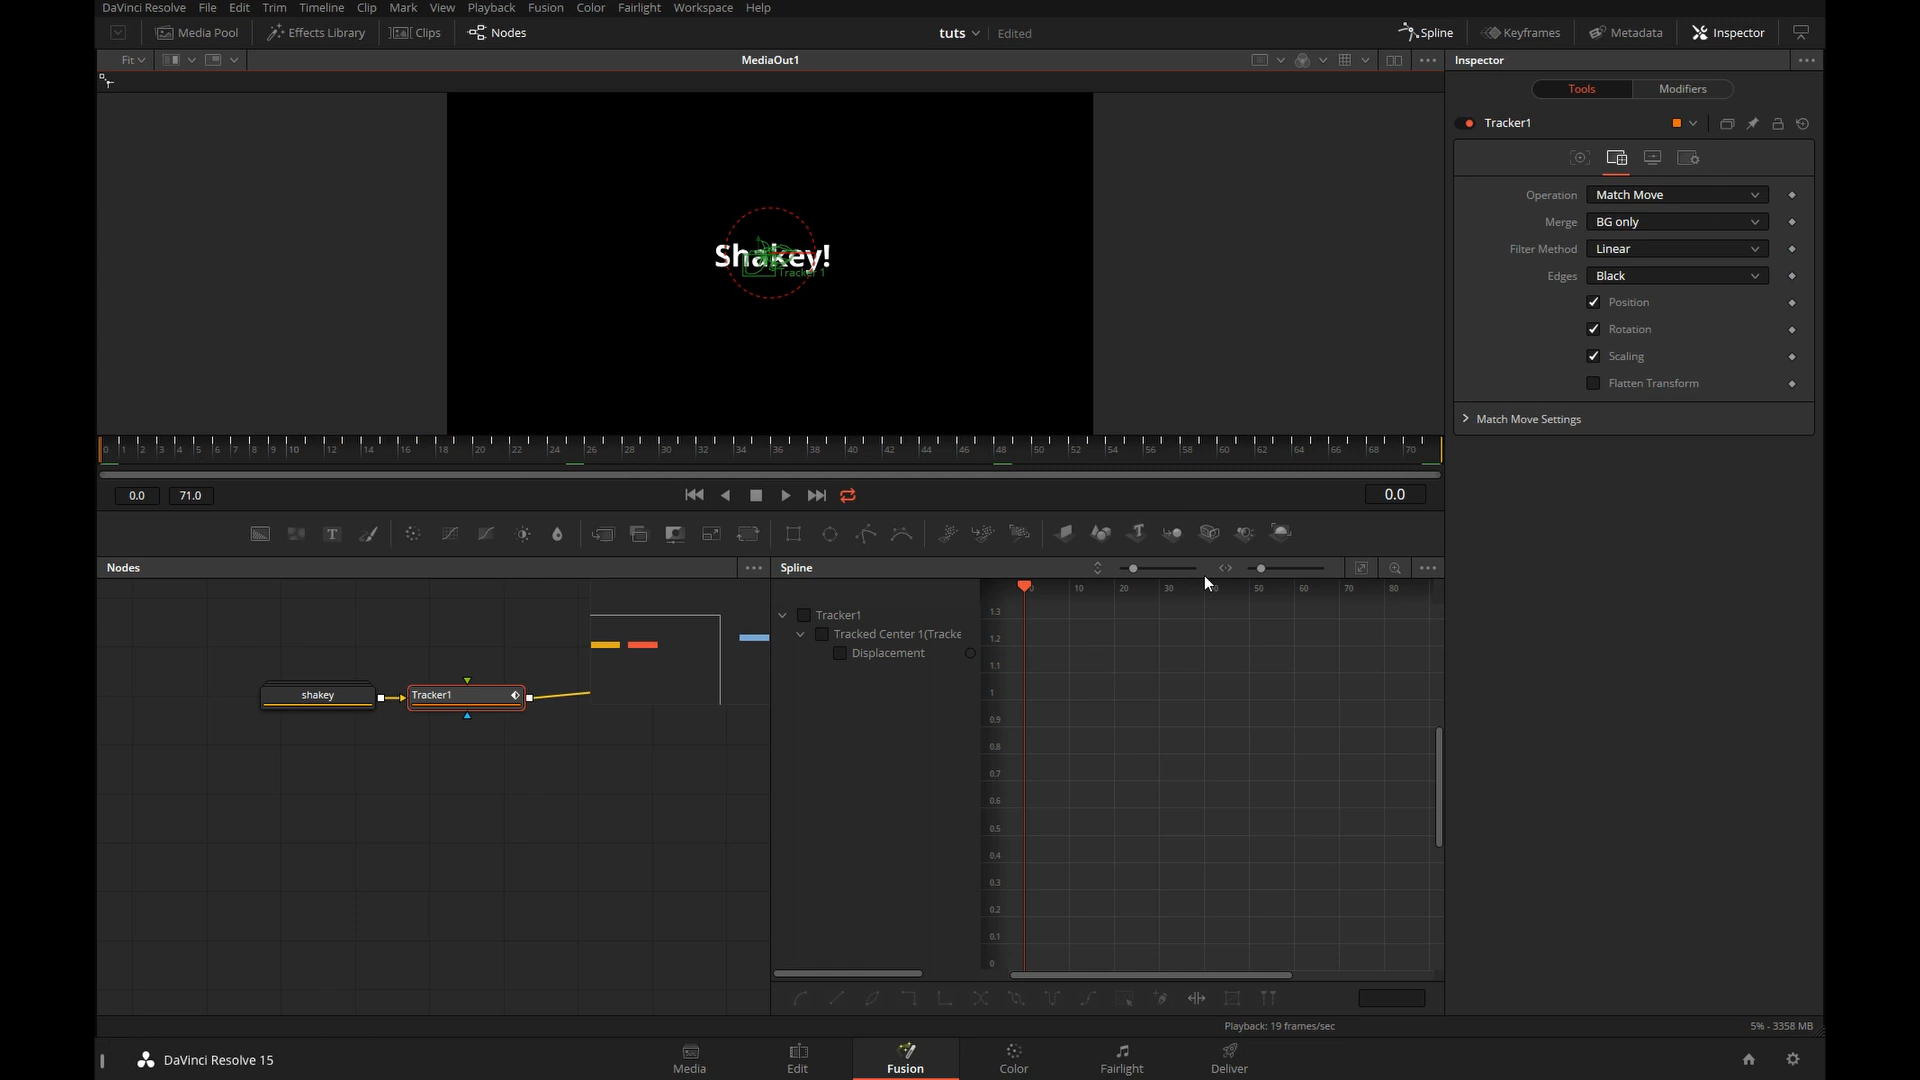 DaVinci Resolve File Edit Trim Timeline Clip Mark View Playback Fusion Color Fairlight Workspace Help
Media Pool Effects Library Clips Nodes tuts Edited Spline Keyframes Metadata Inspector
Fit MediaOut1 Inspector
Tools Modifiers
Tracker1
Operation Match Move
Merge BG only
Filter Method Linear
Edges Black
Position
Rotation
Scaling
Flatten Transform
Match Move Settings
Shakey!
Tracker 1
0 1 2 3 4 5 6 7 8 9 10 12 14 16 18 20 22 24 26 28 30 32 34 36 38 40 42 44 46 48 50 52 54 56 58 60 62 64 66 68 70
0.0 71.0 0.0
T
Nodes Spline
0 10 20 30 50 60 70 80
Tracker1
Tracked Center 1(Tracke
Displacement
1.3
1.2
1.1
1
0.9
0.8
0.7
0.6
0.5
0.4
0.3
0.2
0.1
0
shakey Tracker1
Playback: 19 frames/sec 5% - 3358 MB
DaVinci Resolve 15
Media Edit Fusion Color Fairlight Deliver